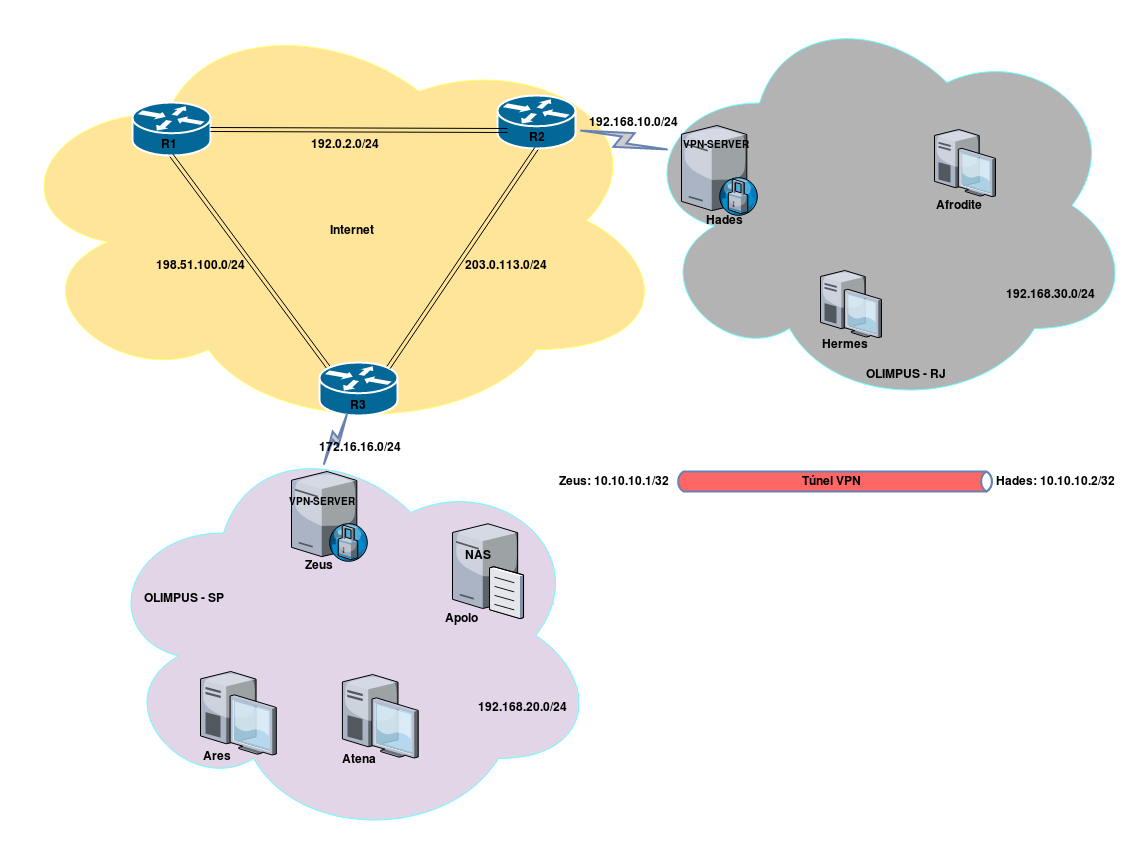 192.168.10.0/24
R1
R2
192.0.2.0/24
VPN-SERVER
Hades
Afrodite
Internet
198.51.100.0/24
203.0.113.0/24
192.168.30.0/24
Hermes
OLIMPUS - RJ
R3
172.16.16.0/24
Zeus: 10.10.10.1/32
Túnel VPN
Hades: 10.10.10.2/32
VPN-SERVER
Zeus
NAS
Apolo
OLIMPUS - SP
192.168.20.0/24
Ares
Atena